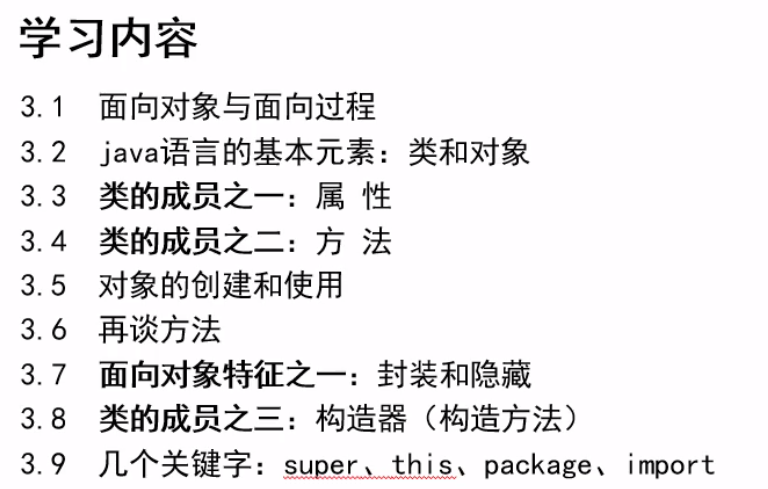 学习内容
3.1 面向对象与面向过程
3.2 java语言的基本元素：类和对象
3.3 类的成员之一：属 性
3.4 类的成员之二：方 法
3.5 对象的创建和使用
3.6 再谈方法
3.7 面向对象特征之一：封装和隐藏
3.8 类的成员之三：构造器（构造方法）
3.9 几个关键字：super、this、package、import